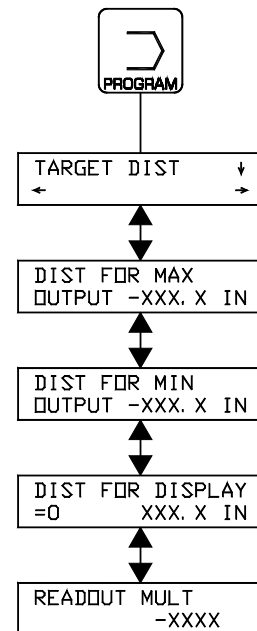 PROGRAM
TARGET DIST ↓
← →
DIST FOR MAX
OUTPUT -XXX.X IN
DIST FOR MIN
OUTPUT -XXX.X IN
DIST FOR DISPLAY
=0 XXX.X IN
READOUT MULT
-XXXX